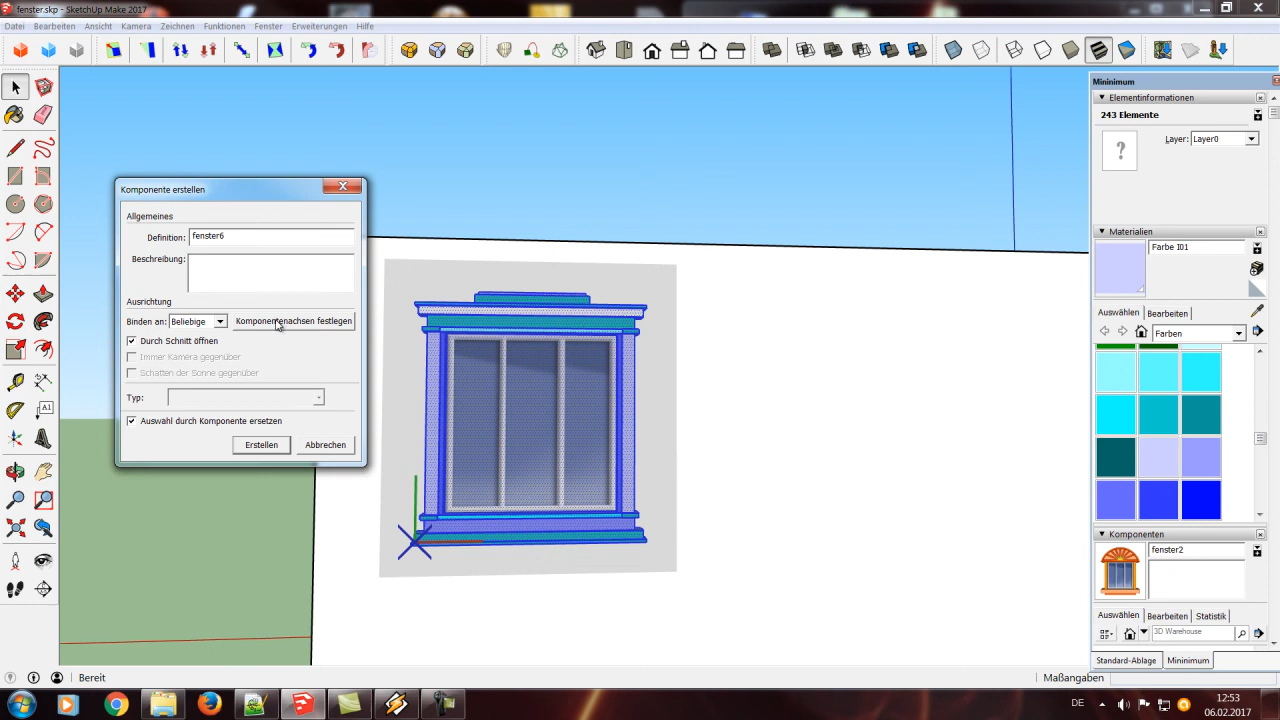 fenster.skp - SketchUp Make 2017
Datei Bearbeiten Ansicht Kamera Zeichnen Funktionen Fenster Erweiterungen Hilfe
Komponente erstellen
Allgemeines
Definition: fenster6
Beschreibung:
Ausrichtung
Binden an: Beliebige Komponentenachsen festlegen
Durch Schnitt öffnen
Immer Kamera gegenüber
Schatten der Sonne gegenüber
Typ:
Auswahl durch Komponente ersetzen
Erstellen Abbrechen
A1
Mininimum
Elementinformationen
243 Elemente
? Layer: Layer0
Materialien
Farbe I01
Auswählen Bearbeiten
Farben
Komponenten
fenster2
Auswählen Bearbeiten Statistik
3D Warehouse
Standard-Ablage Mininimum
Bereit Maßangaben
DE 12:53
06.02.2017